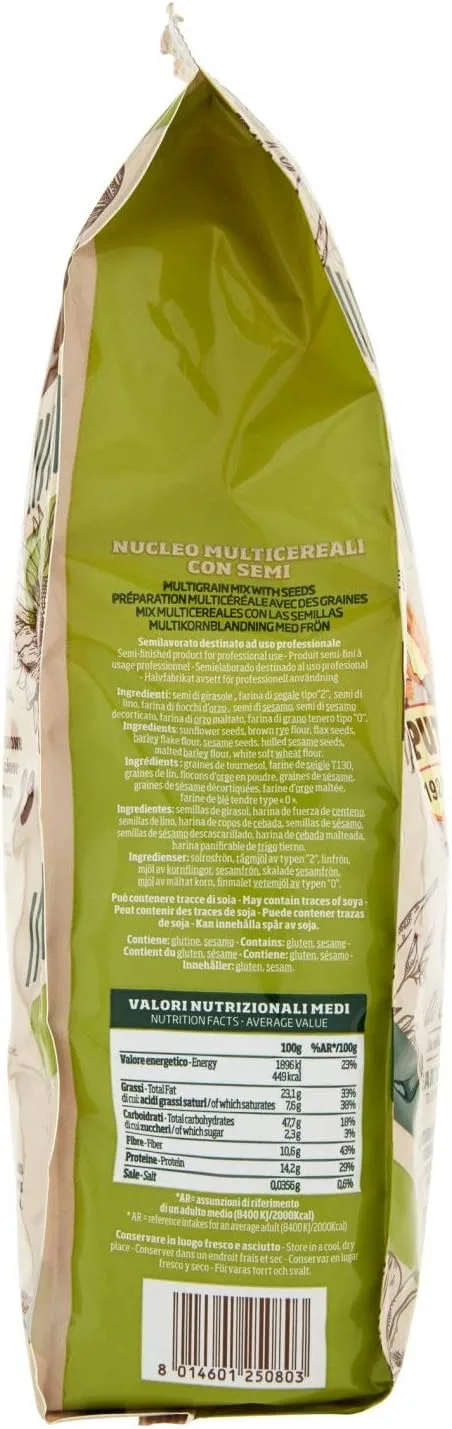 NUCLEO MULTICEREALI
CON SEMI
MULTIGRAIN MIX WITH SEEDS
PRÉPARATION MULTICÉRÉALE AVEC DES GRAINES
MIX MULTICEREALES CON LAS SEMILLAS
MULTIKORNBLANDNING MED FRÖN
Semilavorato destinato ad uso professionale
Semi-finished product for professional use - Produit semi-fini à
usage professionnel - Semielaborado destinado al uso profesional
- Halvfabrikat avsett för professionell användning
Ingredienti: semi di girasole, farina di segale tipo"2", semi di
lino, farina di fiocchi d'orzo, semi di sesamo, semi di sesamo
decorticato, farina di orzo maltato, farina di grano tenero tipo "0".
Ingredients: sunflower seeds, brown rye flour, flax seeds,
barley flake flour, sesame seeds, hulled sesame seeds,
malted barley flour, white soft wheat flour.
Ingrédients: graines de tournesol, farine de seigle T130,
graines de lin, flocons d'orge en poudre, graines de sésame,
graines de sésame décortiquées, farine d'orge maltée,
farine de blé tendre type «0».
Ingredientes: semillas de girasol, harina de fuerza de centeno,
semillas de lino, harina de copos de cebada, semillas de sésamo,
semillas de sésamo descascarillado, harina de cebada malteada,
harina panificable de trigo tierno.
Ingredienser: solrosfrön, rågmjöl av typen "2", linfrön,
mjöl av kornflingor, sesamfrön, skalade sesamfrön,
mjöl av mältat korn, finmalet vetemjöl av typen "0".
Può contenere tracce di soia - May contain traces of soya -
Peut contenir des traces de soja - Puede contener trazas
de soja - Kan innehålla spår av soja.
Contiene: glutine, sesamo - Contains: gluten, sesame -
Contient du gluten, sésame - Contiene: gluten, sésamo -
Innehåller: gluten, sesam.
VALORI NUTRIZIONALI MEDI
NUTRITION FACTS - AVERAGE VALUE
100g %AR*/100g
Valore energetico - Energy 1896 kJ 23%
449 kcal
Grassi - Total Fat 23,1 g 33%
di cui: acidi grassi saturi / of which saturates 7,6 g 38%
Carboidrati - Total carbohydrates 47,7 g 18%
di cui zuccheri / of which sugar 2,3 g 3%
Fibre - Fiber 10,6 g 43%
Proteine - Protein 14,2 g 29%
Sale - Salt 0,0356 g 0,6%
*AR= assunzioni di riferimento
di un adulto medio (8400 KJ/2000Kcal)
*AR = reference intakes for an average adult (8400 KJ/2000Kcal)
Conservare in luogo fresco e asciutto - Store in a cool, dry
place - Conserver dans un endroit frais et sec - Conservar en lugar
fresco y seco - Förvaras torrt och svalt.
8 014601 250803